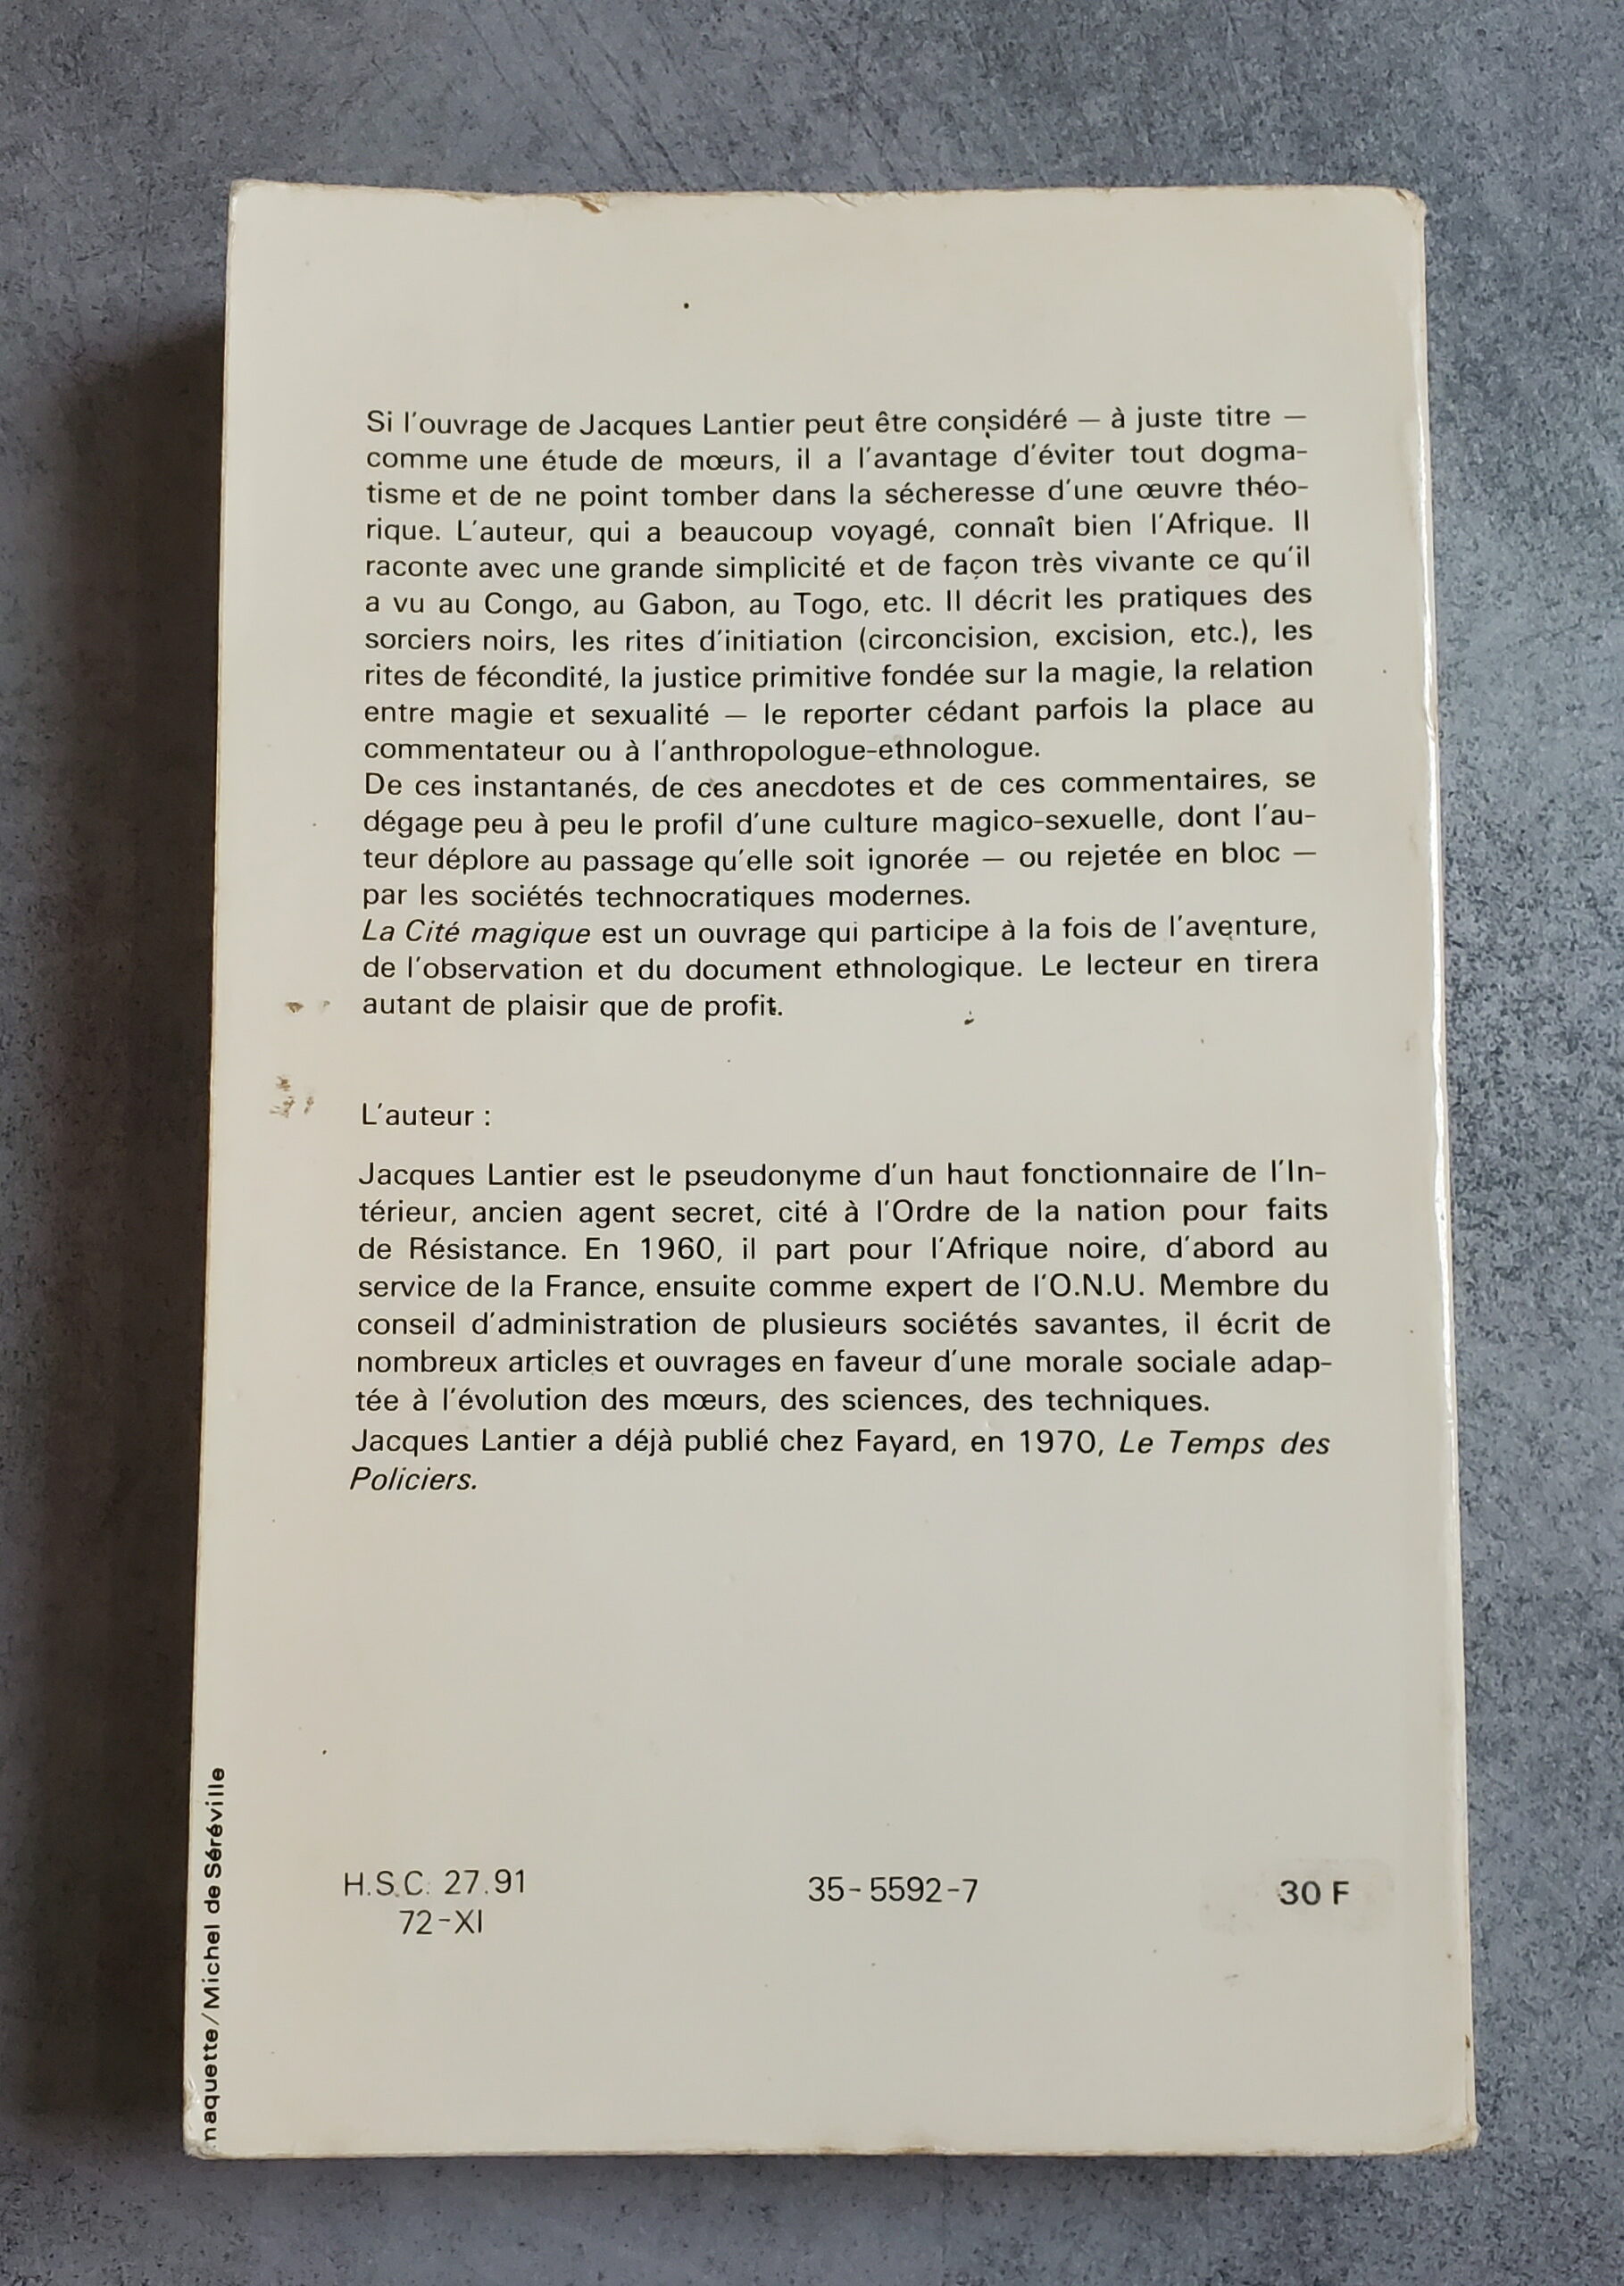 Si l'ouvrage de Jacques Lantier peut être considéré — à juste titre —
comme une étude de mœurs, il a l'avantage d'éviter tout dogma-
tisme et de ne point tomber dans la sécheresse d'une œuvre théo-
rique. L'auteur, qui a beaucoup voyagé, connaît bien l'Afrique. Il
raconte avec une grande simplicité et de façon très vivante ce qu'il
a vu au Congo, au Gabon, au Togo, etc. Il décrit les pratiques des
sorciers noirs, les rites d'initiation (circoncision, excision, etc.), les
rites de fécondité, la justice primitive fondée sur la magie, la relation
entre magie et sexualité — le reporter cédant parfois la place au
commentateur ou à l'anthropologue-ethnologue.
De ces instantanés, de ces anecdotes et de ces commentaires, se
dégage peu à peu le profil d'une culture magico-sexuelle, dont l'au-
teur déplore au passage qu'elle soit ignorée — ou rejetée en bloc —
par les sociétés technocratiques modernes.
La Cité magique est un ouvrage qui participe à la fois de l'aventure,
de l'observation et du document ethnologique. Le lecteur en tirera
autant de plaisir que de profit.
L'auteur :
Jacques Lantier est le pseudonyme d'un haut fonctionnaire de l'In-
térieur, ancien agent secret, cité à l'Ordre de la nation pour faits
de Résistance. En 1960, il part pour l'Afrique noire, d'abord au
service de la France, ensuite comme expert de l'O.N.U. Membre du
conseil d'administration de plusieurs sociétés savantes, il écrit de
nombreux articles et ouvrages en faveur d'une morale sociale adap-
tée à l'évolution des mœurs, des sciences, des techniques.
Jacques Lantier a déjà publié chez Fayard, en 1970, Le Temps des
Policiers.
H.S.C. 27.91
72-XI
35-5592-7
30 F
maquette/Michel de Séréville